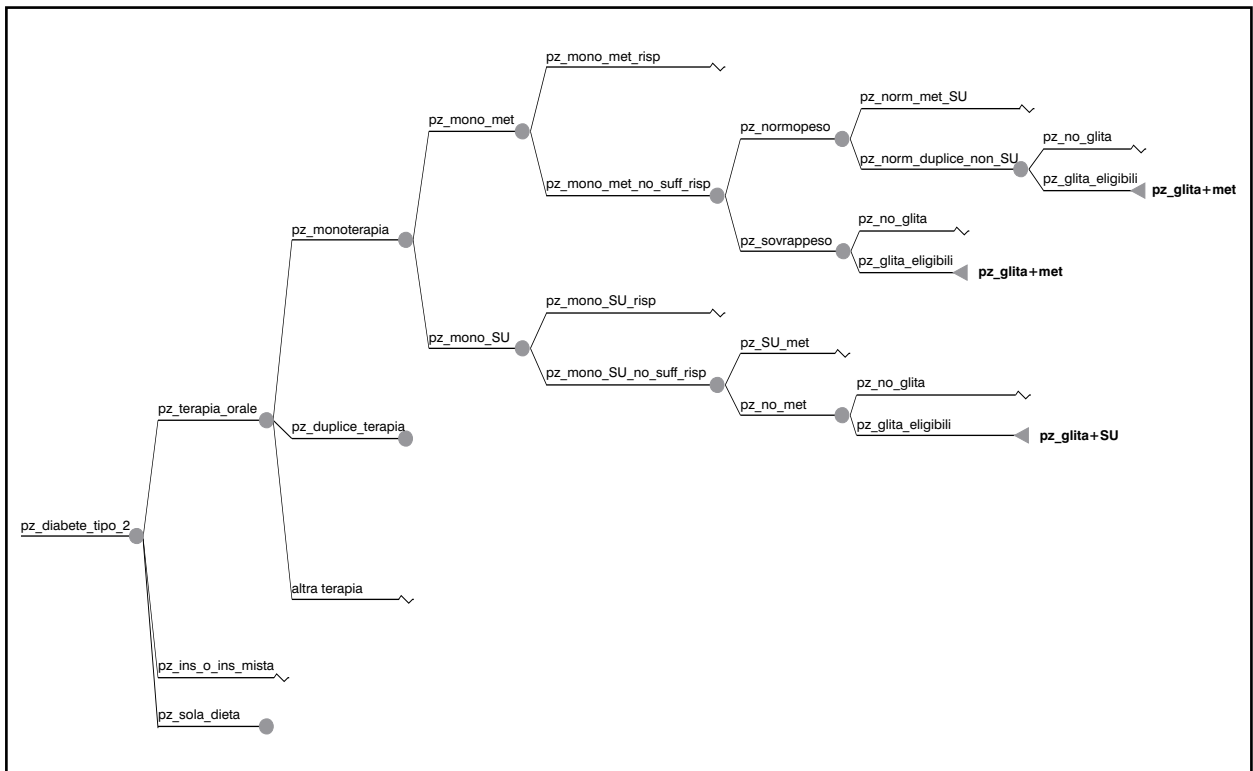 pz_mono_met_risp
pz_norm_met_SU
pz_mono_met
pz_normopeso
pz_no_glita
pz_norm_duplice_non_SU
pz_mono_met_no_suff_risp
pz_glita_eligibili
pz_glita+met
pz_no_glita
pz_monoterapia
pz_sovrappeso
pz_glita_eligibili
pz_glita+met
pz_mono_SU_risp
pz_mono_SU
pz_SU_met
pz_mono_SU_no_suff_risp
pz_no_glita
pz_no_met
pz_terapia_orale
pz_duplice_terapia
pz_glita_eligibili
pz_glita+SU
pz_diabete_tipo_2
altra terapia
pz_ins_o_ins_mista
pz_sola_dieta